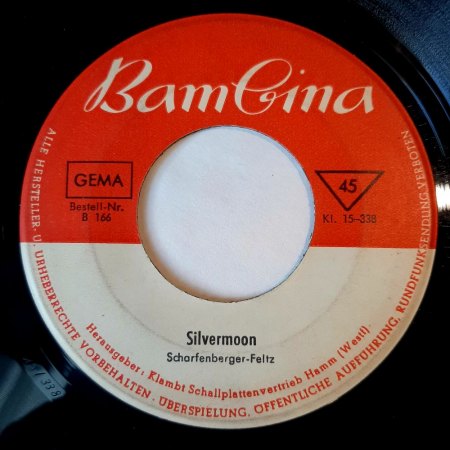 BamBina
GEMA
Bestell-Nr.
B 166
45
Kl. 15-338
Silvermoon
Scharfenberger-Feltz
Herausgeber: Klambt Schallplattenvertrieb Hamm (Westf.)
ALLE HERSTELLER- U. URHEBERRECHTE VORBEHALTEN · ÜBERSPIELUNG, ÖFFENTLICHE AUFFÜHRUNG, RUNDFUNKSENDUNG VERBOTEN